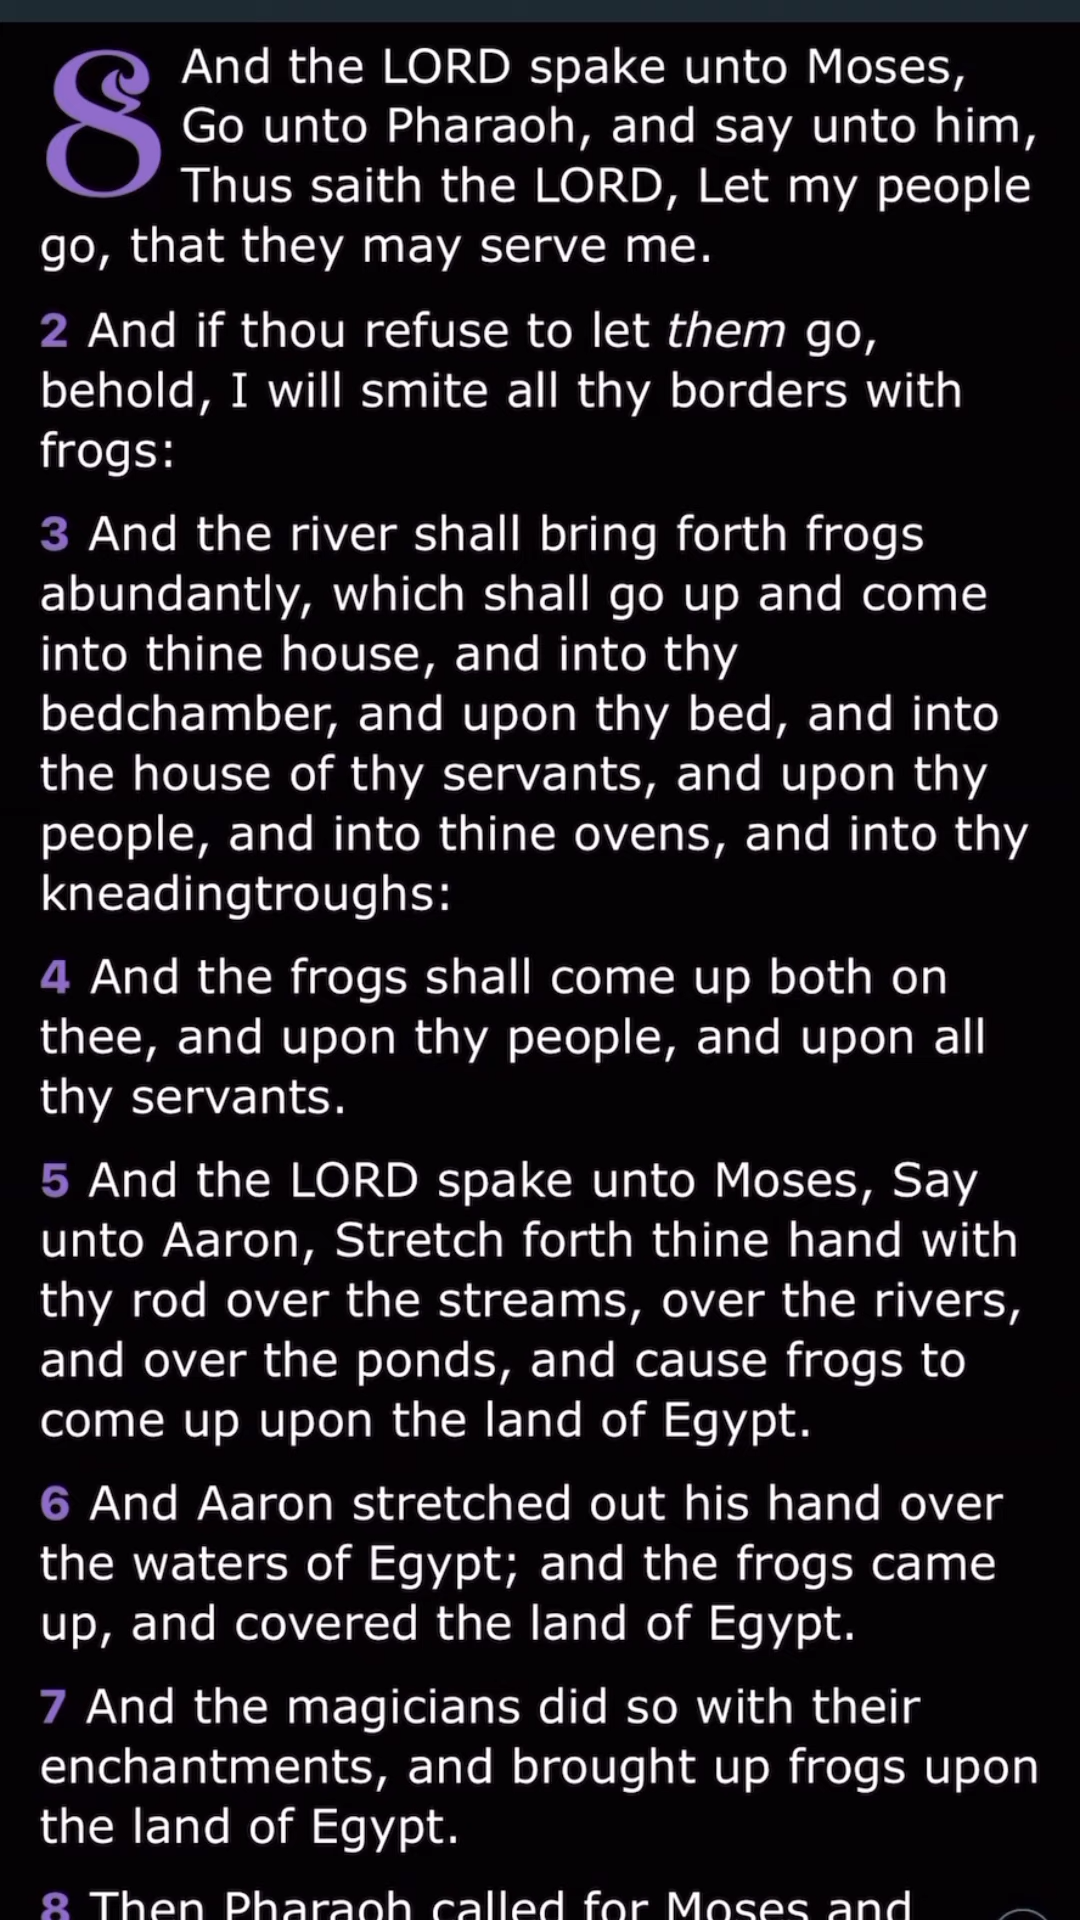 8 And the LORD spake unto Moses,
Go unto Pharaoh, and say unto him,
Thus saith the LORD, Let my people
go, that they may serve me.
2 And if thou refuse to let them go,
behold, I will smite all thy borders with
frogs:
3 And the river shall bring forth frogs
abundantly, which shall go up and come
into thine house, and into thy
bedchamber, and upon thy bed, and into
the house of thy servants, and upon thy
people, and into thine ovens, and into thy
kneadingtroughs:
4 And the frogs shall come up both on
thee, and upon thy people, and upon all
thy servants.
5 And the LORD spake unto Moses, Say
unto Aaron, Stretch forth thine hand with
thy rod over the streams, over the rivers,
and over the ponds, and cause frogs to
come up upon the land of Egypt.
6 And Aaron stretched out his hand over
the waters of Egypt; and the frogs came
up, and covered the land of Egypt.
7 And the magicians did so with their
enchantments, and brought up frogs upon
the land of Egypt.
8 Then Pharaoh called for Moses and